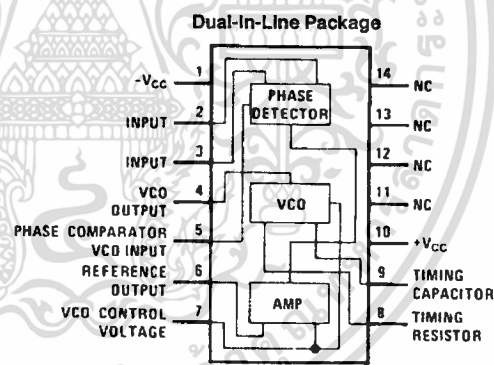 Dual-In-Line Package
1
-VCC
2
INPUT
3
INPUT
4
VCO
OUTPUT
5
PHASE COMPARATOR
VCO INPUT
6
REFERENCE
OUTPUT
7
VCO CONTROL
VOLTAGE
PHASE
DETECTOR
VCO
AMP
14
NC
13
NC
12
NC
11
NC
10
+VCC
9
TIMING
CAPACITOR
8
TIMING
RESISTOR